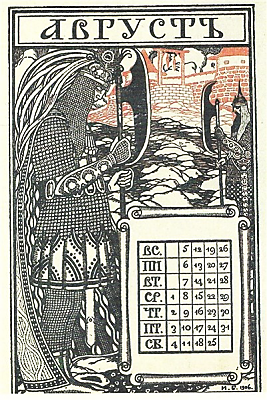 АВГУСТЪ
ВС. 5 12 19 26
ПН 6 13 20 27
ВТ. 7 14 21 28
СР. 1 8 15 22 29
ЧТ. 2 9 16 23 30
ПТ. 3 10 17 24 31
СБ. 4 11 18 25
И. Б. 1906.